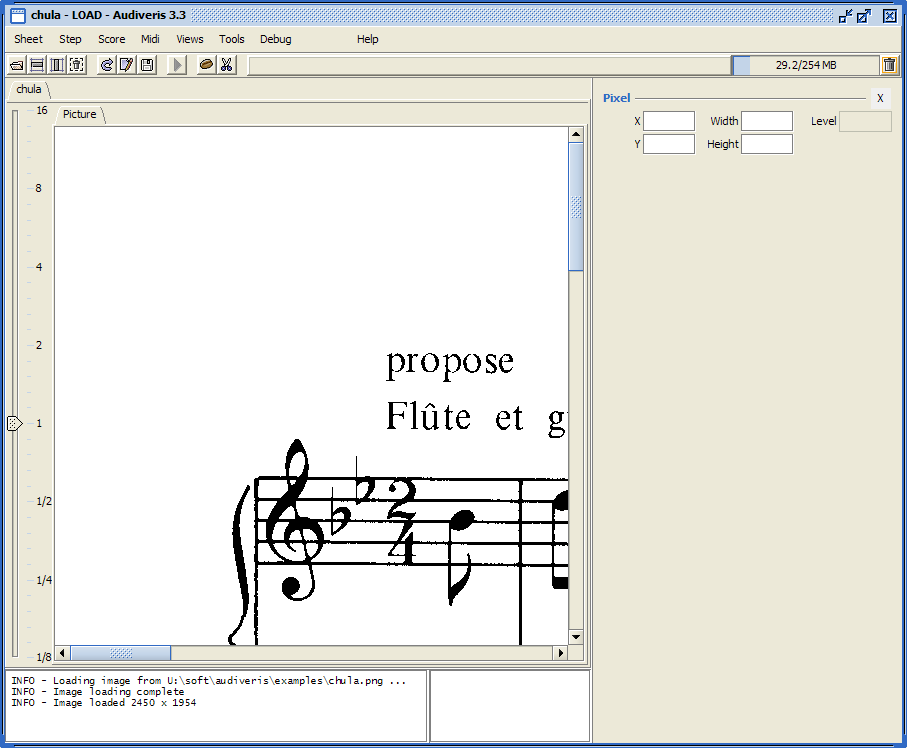 chula - LOAD - Audiveris 3.3
Sheet Step Score Midi Views Tools Debug Help
29.2/254 MB
chula
Picture
16
8
4
2
1
1/2
1/4
1/8
propose
Flûte et g
2
4
Pixel
X
X Width Level
Y Height
INFO - Loading image from U:\soft\audiveris\examples\chula.png ...
INFO - Image loading complete
INFO - Image loaded 2450 x 1954